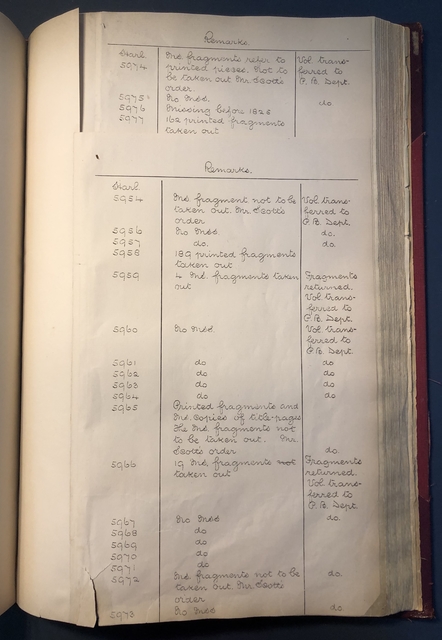 Remarks.
Harl.
5974 Ms. fragments refer to Vol. trans-
printed pieces. Not to ferred to
be taken out. Mr. Scott's P. B. Dept.
order.
5975 No Mss. do.
5976 Missing before 1825
5977 162 printed fragments
taken out
Remarks.
Harl.
5954 Ms. fragment not to be Vol. trans-
taken out. Mr. Scott's ferred to
order P. B. Dept.
5956 No Mss. do.
5957 do. do.
5958 189 printed fragments
taken out
5959 4 Ms. fragments taken Fragments
out returned.
Vol. trans-
ferred to
P. B. Dept.
5960 No Mss. Vol. trans-
ferred to
P. B. Dept.
5961 do do
5962 do do
5963 do do
5964 do do
5965 Printed fragments and
Ms. copies of title-pages
The Ms. fragments not
to be taken out. Mr.
Scott's order do.
5966 19 Ms. fragments not Fragments
taken out returned.
Vol. trans-
ferred to
P. B. Dept.
5967 No Mss do.
5968 do
5969 do
5970 do
5971 do
5972 Ms. fragments not to be do.
taken out. Mr. Scott's
order
5973 No Mss do.